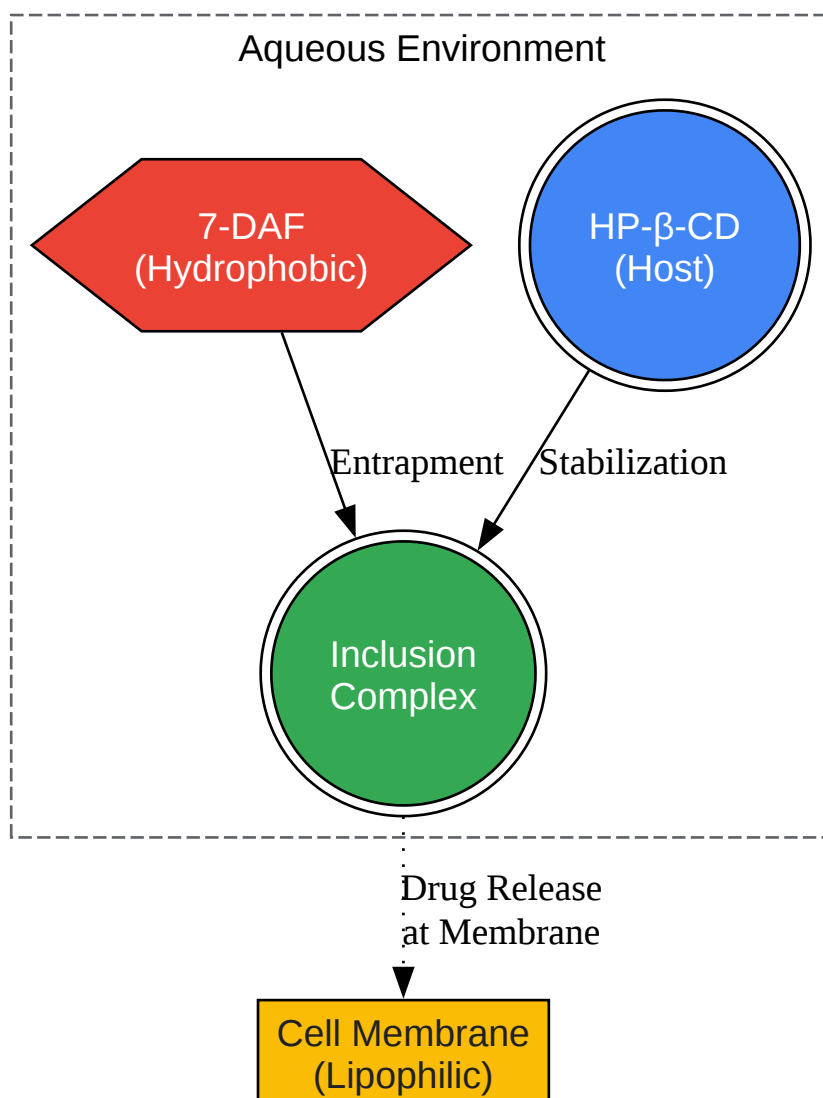 Aqueous Environment
7-DAF
(Hydrophobic)
HP-β-CD
(Host)
Entrapment
Stabilization
Inclusion
Complex
Drug Release
at Membrane
Cell Membrane
(Lipophilic)